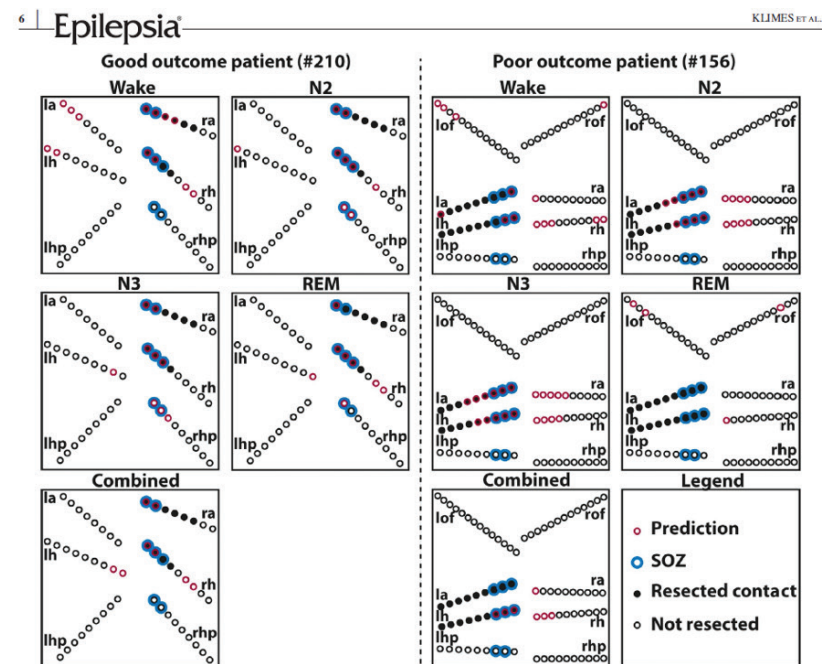 6 Epilepsia® KLIMES ET AL.
Good outcome patient (#210)
Poor outcome patient (#156)
Wake N2 Wake N2
la ra lh rh lhp rhp
la ra lh rh lhp rhp
lof rof la ra lh rh lhp rhp
lof rof la ra lh rh lhp rhp
N3 REM N3 REM
la ra lh rh lhp rhp
la ra lh rh lhp rhp
lof rof la ra lh rh lhp rhp
lof rof la ra lh rh lhp rhp
Combined Combined Legend
la ra lh rh lhp rhp
lof rof la ra lh rh lhp rhp
Prediction
SOZ
Resected contact
Not resected